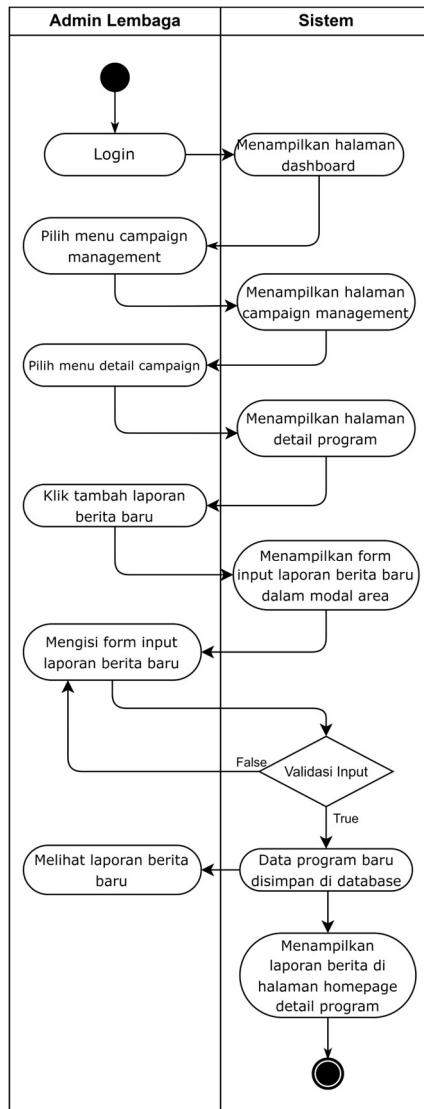 Admin Lembaga
Sistem
Login
Menampilkan halaman
dashboard
Pilih menu campaign
management
Menampilkan halaman
campaign management
Pilih menu detail campaign
Menampilkan halaman
detail program
Klik tambah laporan
berita baru
Menampilkan form
input laporan berita baru
dalam modal area
Mengisi form input
laporan berita baru
False
Validasi Input
True
Melihat laporan berita
baru
Data program baru
disimpan di database
Menampilkan
laporan berita di
halaman homepage
detail program